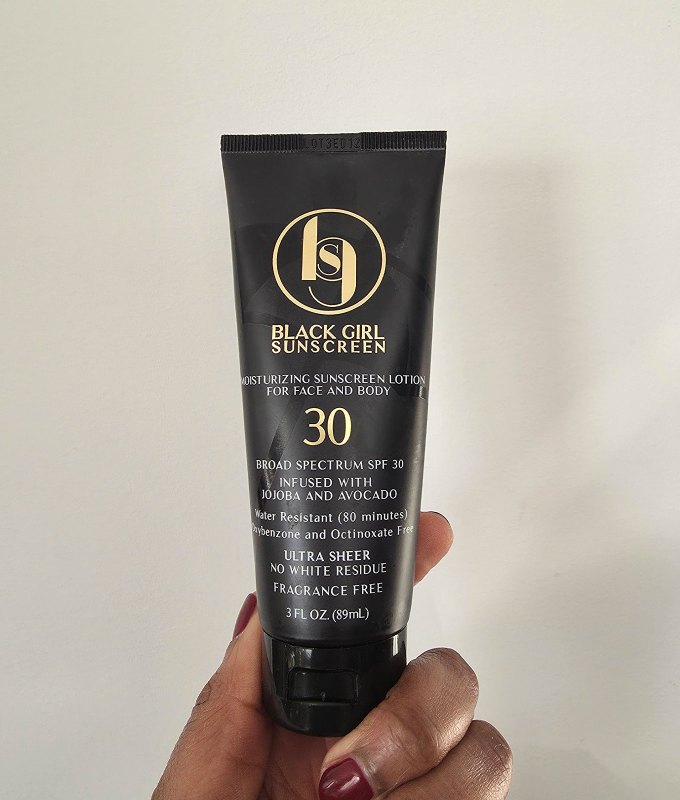 LOT3E012
bsg
BLACK GIRL
SUNSCREEN
MOISTURIZING SUNSCREEN LOTION
FOR FACE AND BODY
30
BROAD SPECTRUM SPF 30
INFUSED WITH
JOJOBA AND AVOCADO
Water Resistant (80 minutes)
Oxybenzone and Octinoxate Free
ULTRA SHEER
NO WHITE RESIDUE
FRAGRANCE FREE
3 FL OZ. (89mL)